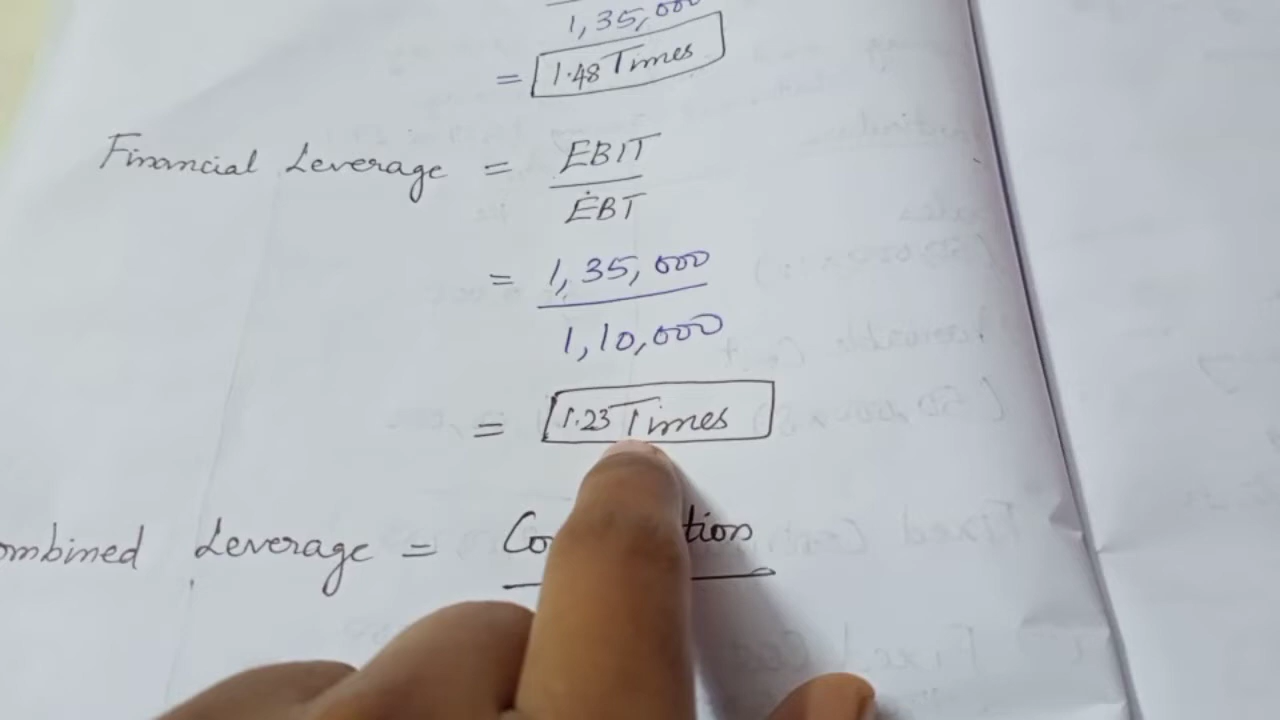 1,35,000
= 1.48 Times
Financial Leverage = EBIT
EBT
= 1,35,000
1,10,000
= 1.23 Times
Leverage =